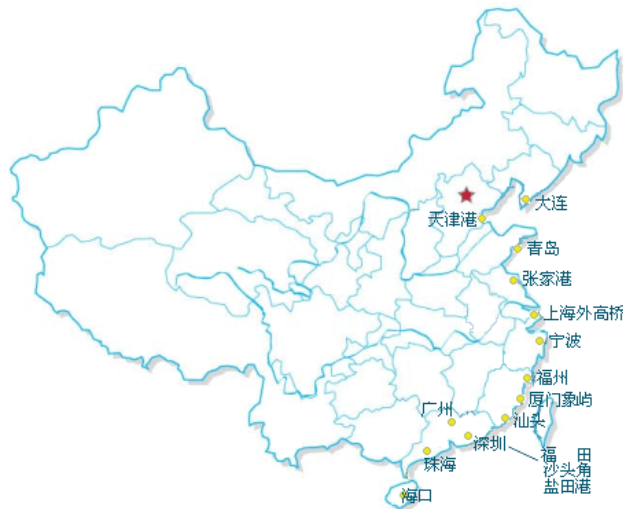 大连
天津港
青岛
张家港
上海外高桥
宁波
福州
厦门象屿
广州
汕头
深圳
福 田
沙头角
盐田港
珠海
海口